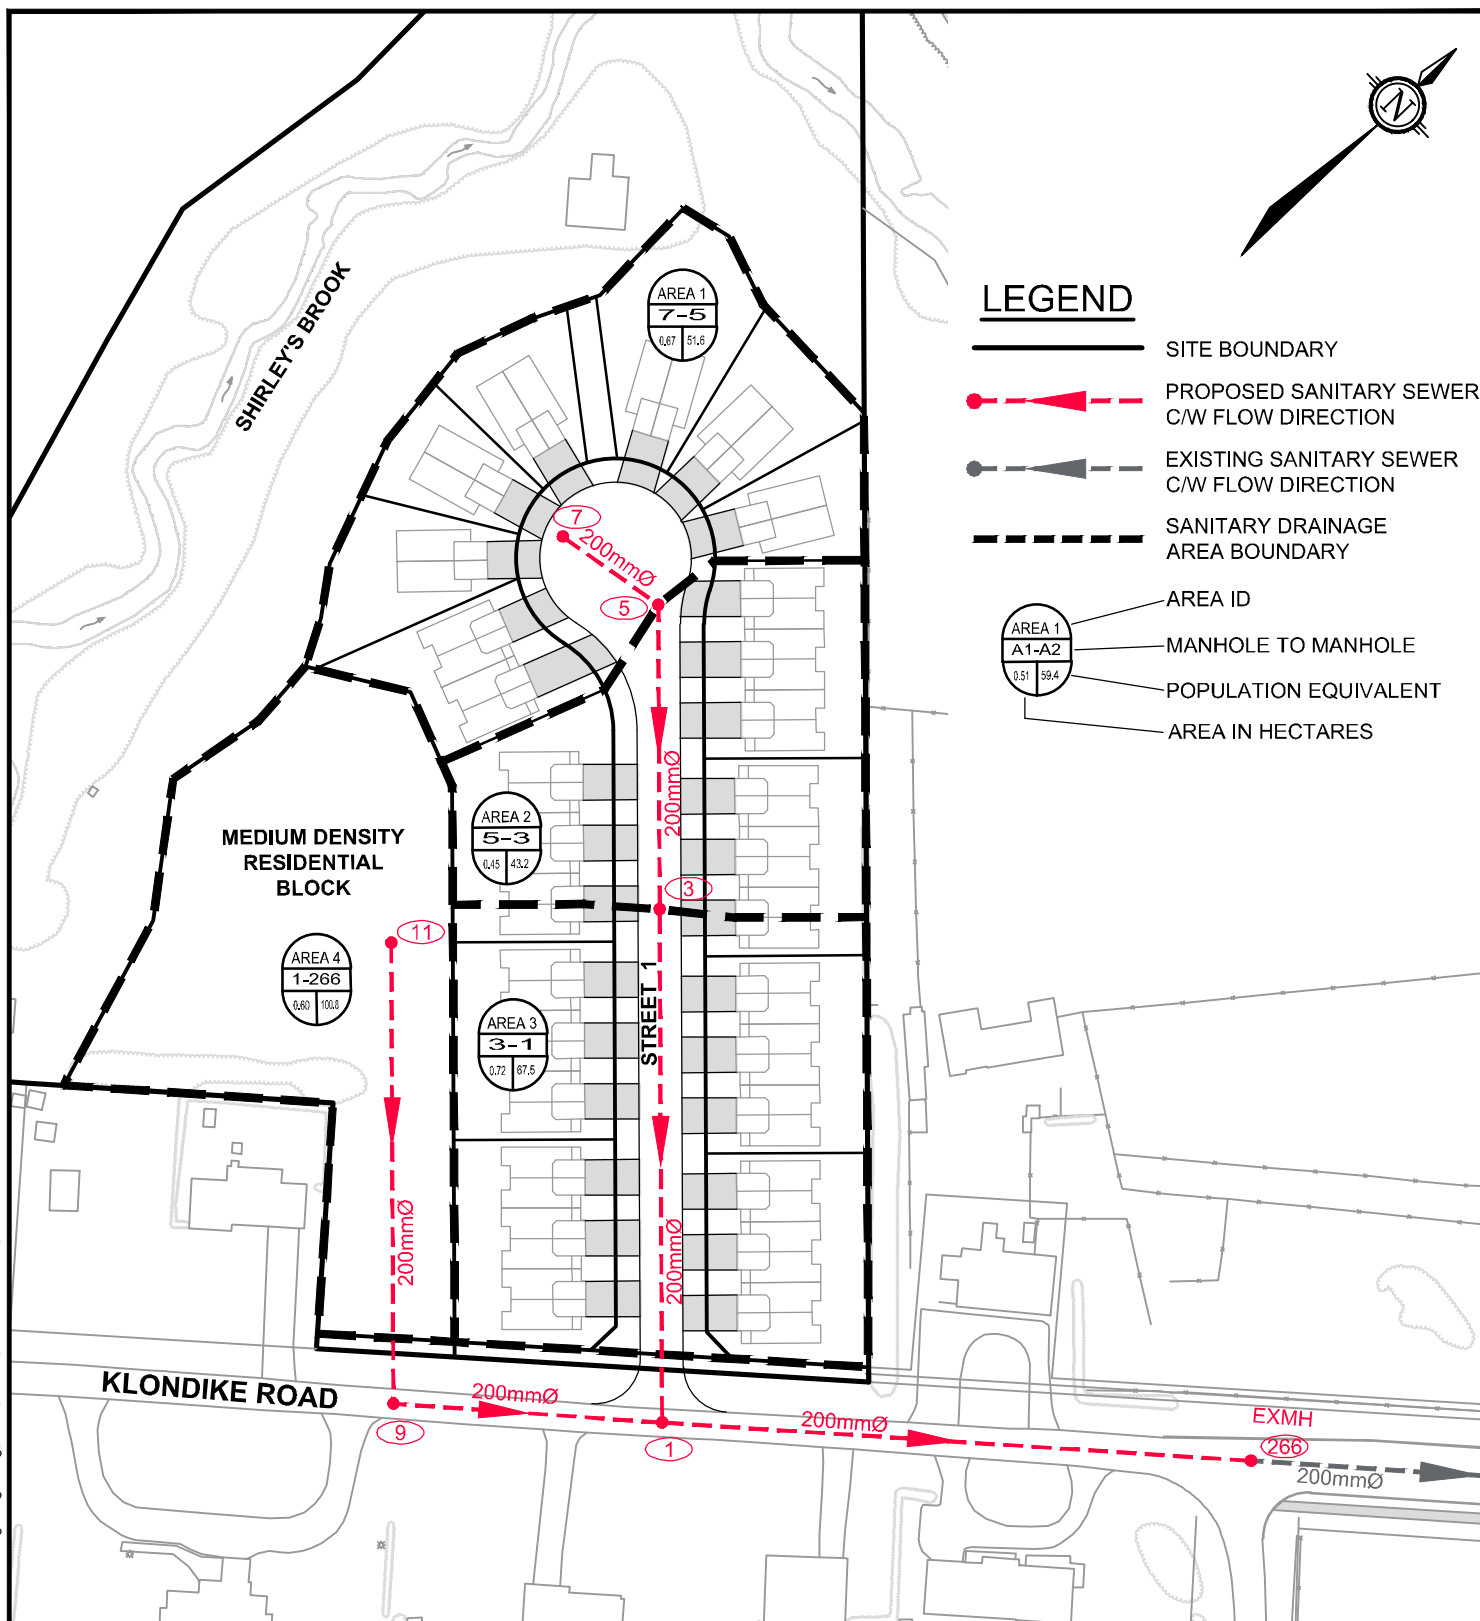 N
LEGEND
SITE BOUNDARY
PROPOSED SANITARY SEWER
C/W FLOW DIRECTION
EXISTING SANITARY SEWER
C/W FLOW DIRECTION
SANITARY DRAINAGE
AREA BOUNDARY
AREA 1
A1-A2
0.51 59.4
AREA ID
MANHOLE TO MANHOLE
POPULATION EQUIVALENT
AREA IN HECTARES
SHIRLEY'S BROOK
AREA 1
7-5
0.67 51.6
7
200mmØ
5
200mmØ
AREA 2
5-3
0.45 43.2
MEDIUM DENSITY
RESIDENTIAL
BLOCK
3
11
AREA 4
1-266
0.60 100.8
AREA 3
3-1
0.72 67.5
STREET 1
200mmØ
200mmØ
KLONDIKE ROAD
200mmØ
9
1
200mmØ
EXMH
266
200mmØ